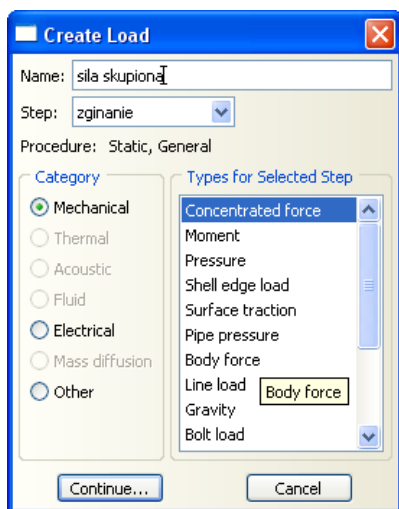 Create Load
Name: sila skupiona
Step: zginanie
Procedure: Static, General
Category
Mechanical
Thermal
Acoustic
Fluid
Electrical
Mass diffusion
Other
Types for Selected Step
Concentrated force
Moment
Pressure
Shell edge load
Surface traction
Pipe pressure
Body force
Line load
Body force
Gravity
Bolt load
Continue...
Cancel